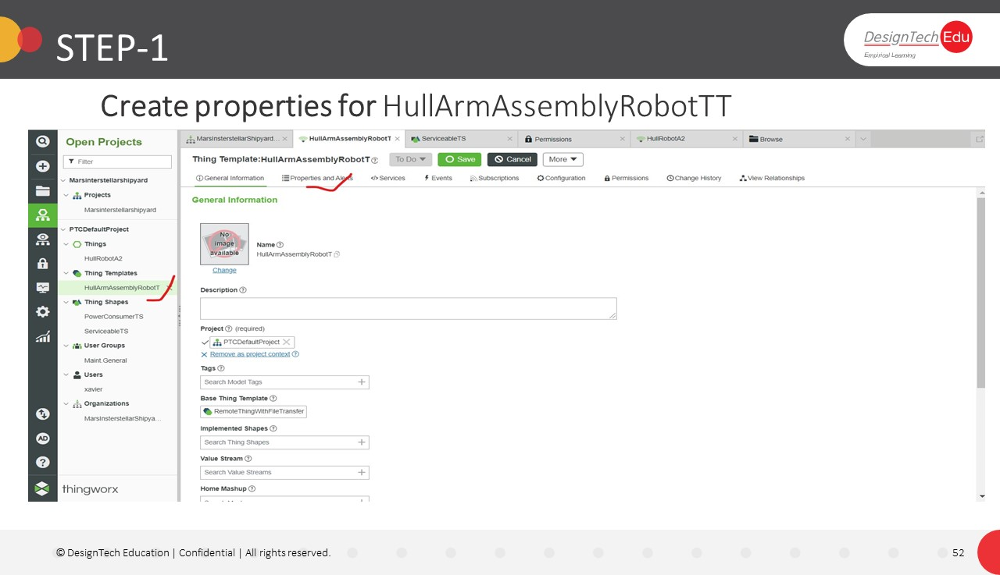 STEP-1
DesignTech Edu
Empirical Learning
Create properties for HullArmAssemblyRobotTT
Open Projects
Filter
Marsinterstellarshipyard
Projects
Marsinterstellarshipyard
PTCDefaultProject
Things
HullRobotA2
Thing Templates
HullArmAssemblyRobotT
Thing Shapes
PowerConsumerTS
ServiceableTS
User Groups
Maint.General
Users
xavier
Organizations
MarsInsterstellarShipya...
thingworx
AD
MarsInsterstellarShipyard... HullArmAssemblyRobotT ServiceableTS Permissions HullRobotA2 Browse
Thing Template:HullArmAssemblyRobotT To Do Save Cancel More
General Information Properties and Alerts Services Events Subscriptions Configuration Permissions Change History View Relationships
General Information
No
image
available
Change
Name
HullArmAssemblyRobotT
Description
Project (required)
PTCDefaultProject
Remove as project context
Tags
Search Model Tags
Base Thing Template
RemoteThingWithFileTransfer
Implemented Shapes
Search Thing Shapes
Value Stream
Search Value Streams
Home Mashup
© DesignTech Education | Confidential | All rights reserved.
52